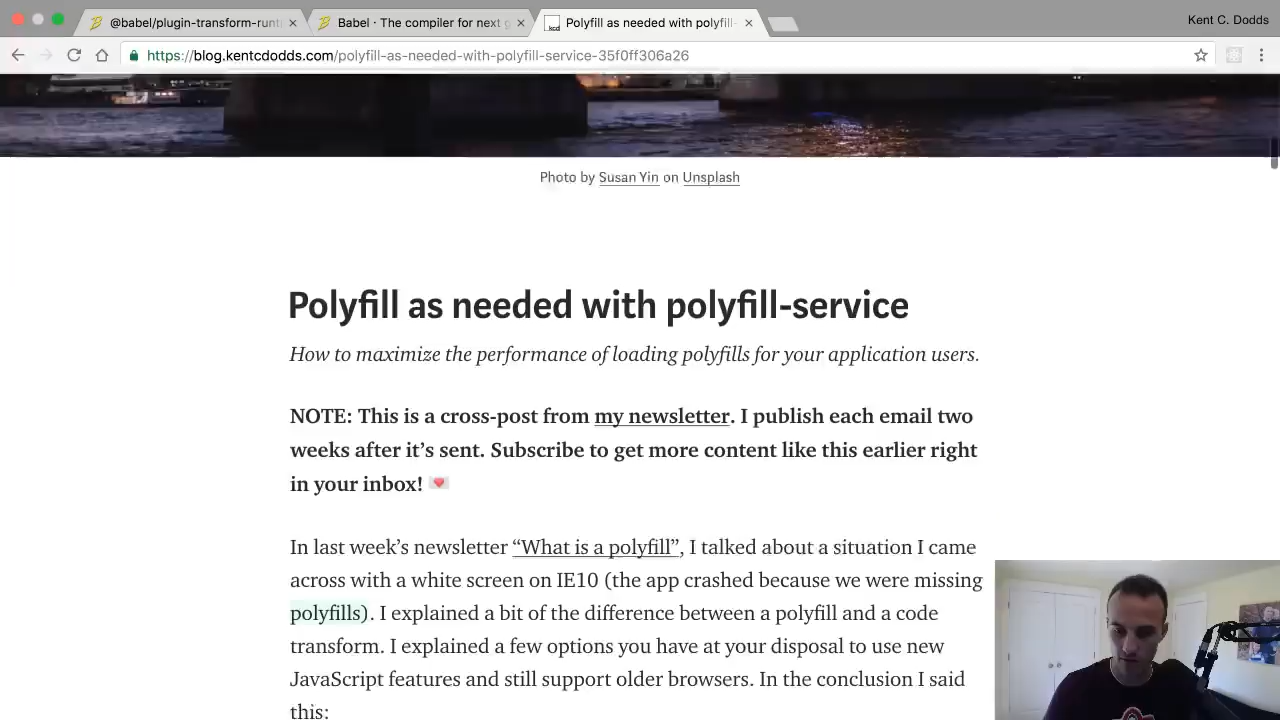 @babel/plugin-transform-runt
Babel · The compiler for next g
Polyfill as needed with polyfill-
Kent C. Dodds
https://blog.kentcdodds.com/polyfill-as-needed-with-polyfill-service-35f0ff306a26
Photo by Susan Yin on Unsplash
Polyfill as needed with polyfill-service
How to maximize the performance of loading polyfills for your application users.
NOTE: This is a cross-post from my newsletter. I publish each email two
weeks after it’s sent. Subscribe to get more content like this earlier right
in your inbox! 💌
In last week’s newsletter “What is a polyfill”, I talked about a situation I came
across with a white screen on IE10 (the app crashed because we were missing
polyfills). I explained a bit of the difference between a polyfill and a code
transform. I explained a few options you have at your disposal to use new
JavaScript features and still support older browsers. In the conclusion I said
this: